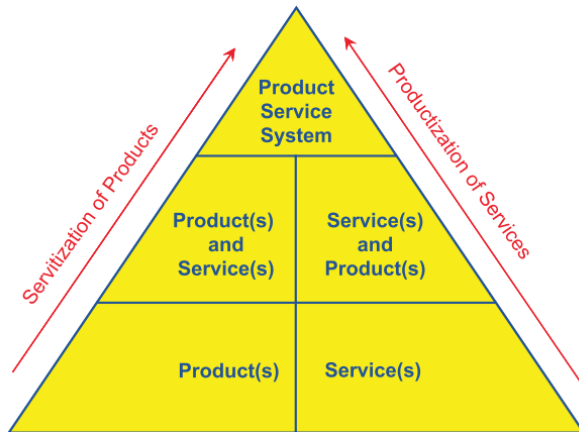 Product
Service
System
Servitization of Products
Productization of Services
Product(s)
and
Service(s)
Service(s)
and
Product(s)
Product(s)
Service(s)